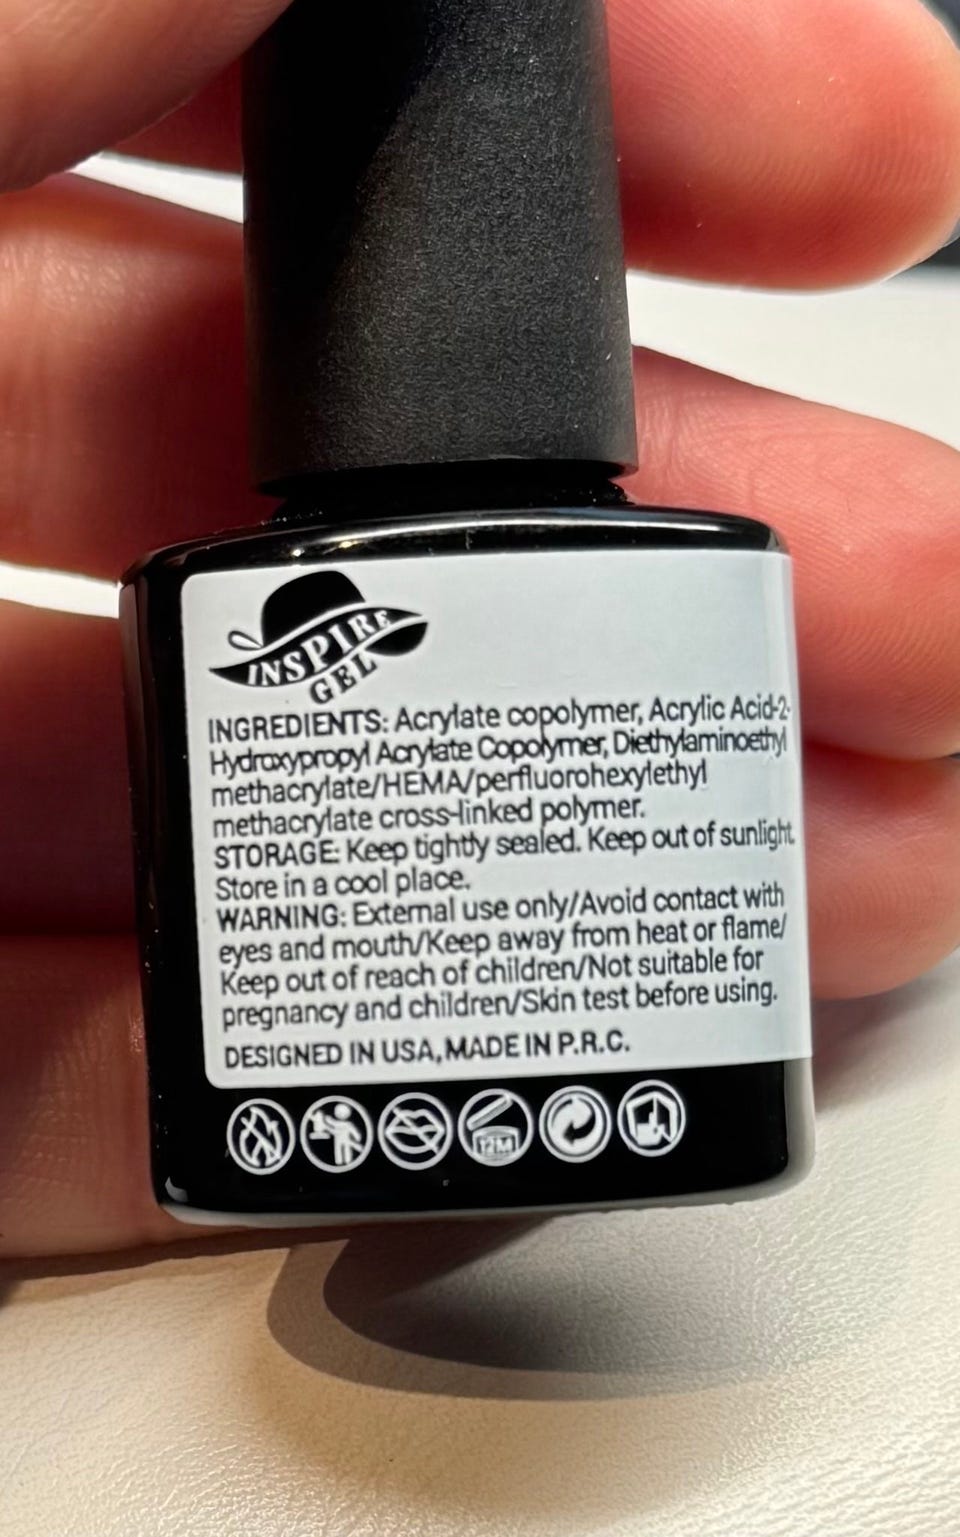 INSPIRE
GEL
INGREDIENTS: Acrylate copolymer, Acrylic Acid-2-
Hydroxypropyl Acrylate Copolymer, Diethylaminoethyl
methacrylate/HEMA/perfluorohexylethyl
methacrylate cross-linked polymer.
STORAGE: Keep tightly sealed. Keep out of sunlight.
Store in a cool place.
WARNING: External use only/Avoid contact with
eyes and mouth/Keep away from heat or flame/
Keep out of reach of children/Not suitable for
pregnancy and children/Skin test before using.
DESIGNED IN USA, MADE IN P.R.C.
12M